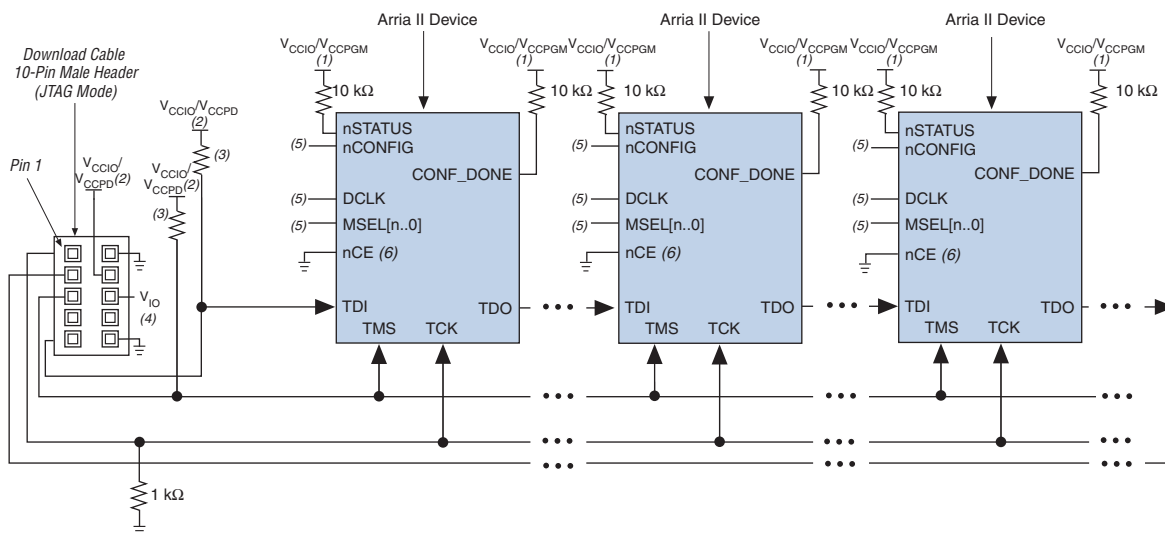 Download Cable
10-Pin Male Header
(JTAG Mode)
Pin 1
VCCIO/
VCCPD(2)
VCCIO/VCCPD
(2)
(3)
VCCIO/
VCCPD(2)
(3)
VIO
(4)
1 kΩ
Arria II Device
VCCIO/VCCPGM
(1)
10 kΩ
VCCIO/VCCPGM
(1)
10 kΩ
nSTATUS
(5) nCONFIG
CONF_DONE
(5) DCLK
(5) MSEL[n..0]
nCE (6)
TDI
TDO
TMS TCK
Arria II Device
VCCIO/VCCPGM
(1)
10 kΩ
VCCIO/VCCPGM
(1)
10 kΩ
nSTATUS
(5) nCONFIG
CONF_DONE
(5) DCLK
(5) MSEL[n..0]
nCE (6)
TDI
TDO
TMS TCK
Arria II Device
VCCIO/VCCPGM
(1)
10 kΩ
VCCIO/VCCPGM
(1)
10 kΩ
nSTATUS
(5) nCONFIG
CONF_DONE
(5) DCLK
(5) MSEL[n..0]
nCE (6)
TDI
TDO
TMS TCK